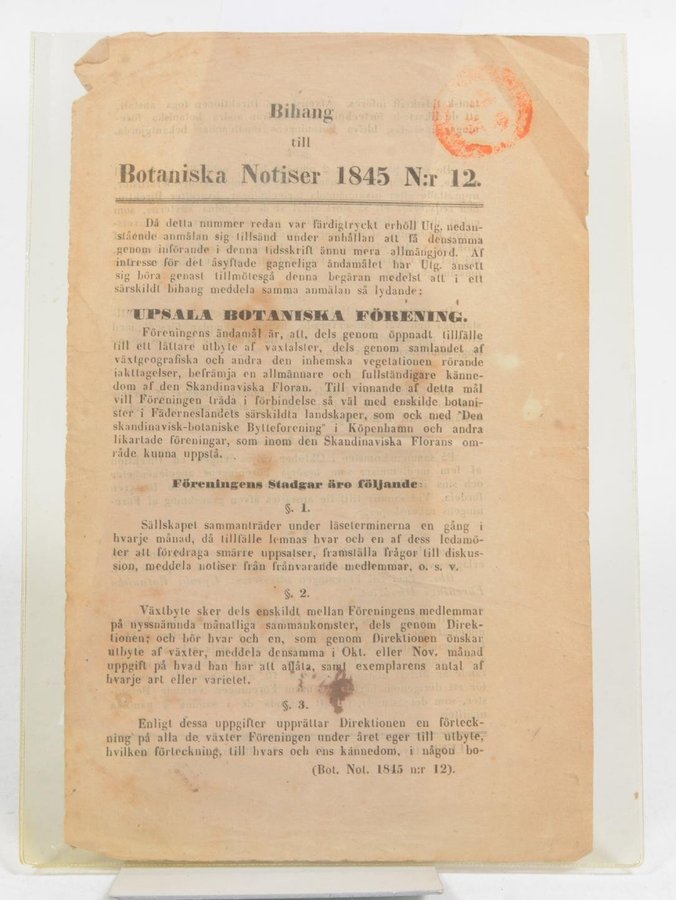 Bihang
till
Botaniska Notiser 1845 N:r 12.
Då detta nummer redan var färdigtryckt erhöll Utg. nedan-
stående anmälan sig tillsänd under anhållan att få densamma
genom införande i denna tidsskrift ännu mera allmängjord. Af
intresse för det åsyftade gagneliga ändamålet har Utg. ansett
sig böra genast tillmötesgå denna begäran medelst att i ett
särskildt bihang meddela samma anmälan så lydande:
UPSALA BOTANISKA FÖRENING.
Föreningens ändamål är, att, dels genom öppnadt tillfälle
till ett lättare utbyte af växtalster, dels genom samlandet af
växtgeografiska och andra den inhemska vegetationen rörande
iakttagelser, befrämja en allmännare och fullständigare känne-
dom af den Skandinaviska Floran. Till vinnande af detta mål
vill Föreningen träda i förbindelse så väl med enskilde botani-
ster i Fäderneslandets särskildta landskaper, som ock med "Den
skandinavisk-botaniske Bytteforening" i Köpenhamn och andra
likartade föreningar, som inom den Skandinaviska Florans om-
råde kunna uppstå.
Föreningens Stadgar äro följande:
§. 1.
Sällskapet sammanträder under läseterminerna en gång i
hvarje månad, då tillfälle lemnas hvar och en af dess ledamö-
ter att föredraga smärre uppsatser, framställa frågor till diskus-
sion, meddela notiser från frånvarande medlemmar, o. s. v.
§. 2.
Växtbyte sker dels enskildt mellan Föreningens medlemmar
på nyssnämnda månatliga sammankomster, dels genom Direk-
tionen; och bör hvar och en, som genom Direktionen önskar
utbyte af växter, meddela densamma i Okt. eller Nov. månad
uppgift på hvad han har att aflåta, samt exemplarens antal af
hvarje art eller varietet.
§. 3.
Enligt dessa uppgifter upprättar Direktionen en förteck-
ning på alla de växter Föreningen under året eger till utbyte,
hvilken förteckning, till hvars och ens kännedom, i någon bo-
(Bot. Not. 1845 n:r 12).